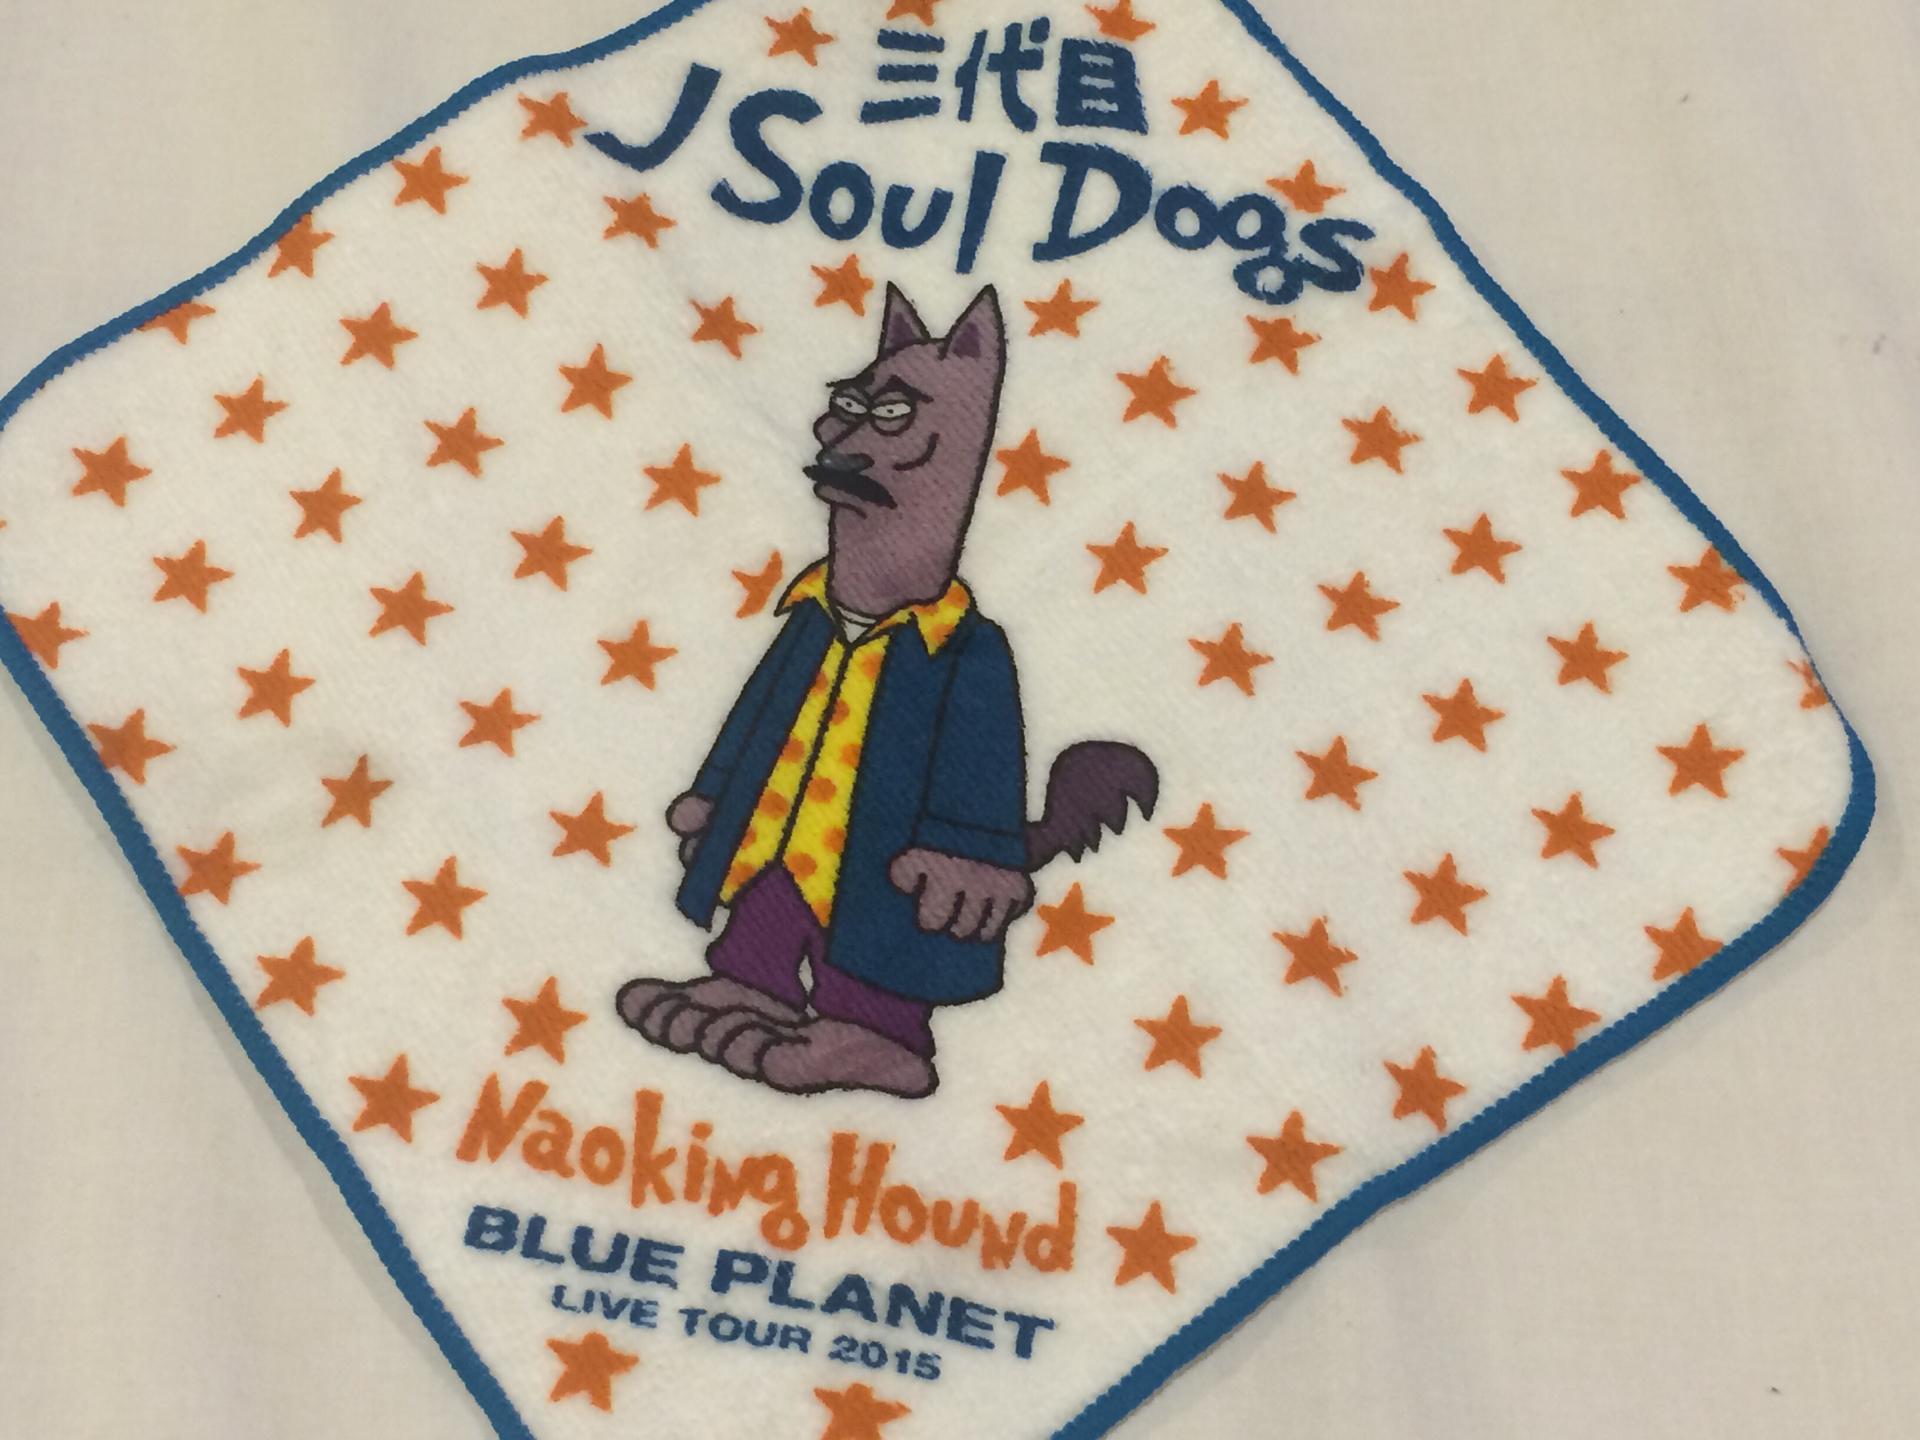 三代目
J Soul Dogs
Naoking Hound
BLUE PLANET
LIVE TOUR 2015